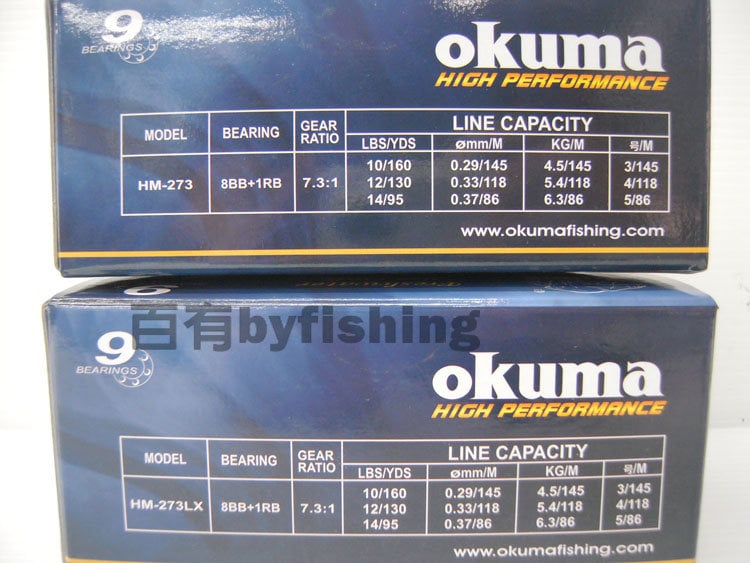 9
BEARINGS
okuma
HIGH PERFORMANCE
MODEL BEARING GEAR RATIO LINE CAPACITY
LBS/YDS ømm/M KG/M 号/M
HM-273 8BB+1RB 7.3:1 10/160 0.29/145 4.5/145 3/145
12/130 0.33/118 5.4/118 4/118
14/95 0.37/86 6.3/86 5/86
www.okumafishing.com
Freshwater
百有byfishing
9
BEARINGS
okuma
HIGH PERFORMANCE
MODEL BEARING GEAR RATIO LINE CAPACITY
LBS/YDS ømm/M KG/M 号/M
HM-273LX 8BB+1RB 7.3:1 10/160 0.29/145 4.5/145 3/145
12/130 0.33/118 5.4/118 4/118
14/95 0.37/86 6.3/86 5/86
www.okumafishing.com